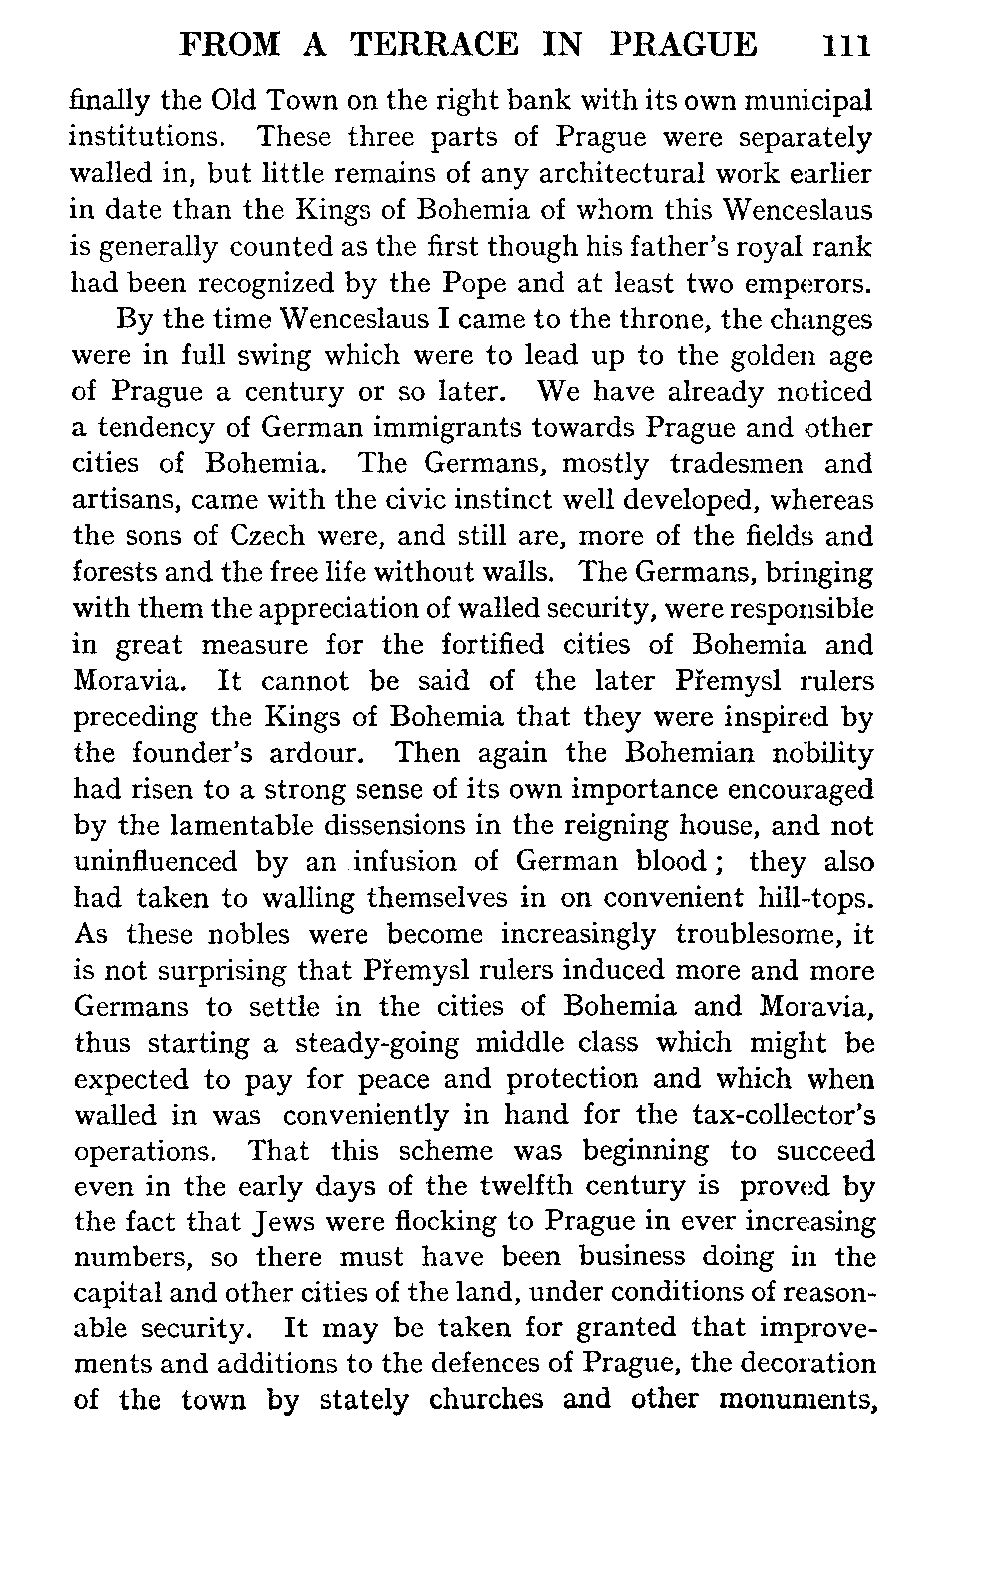 FROM A TERRACE IN PRAGUE 111
finally the Old Town on the right bank with its own municipal
institutions. These three parts of Prague were separately
walled in, but little remains of any architectural work earlier
in date than the Kings of Bohemia of whom this Wenceslaus
is generally counted as the first though his father's royal rank
had been recognized by the Pope and at least two emperors.
By the time Wenceslaus I came to the throne, the changes
were in full swing which were to lead up to the golden age
of Prague a century or so later. We have already noticed
a tendency of German immigrants towards Prague and other
cities of Bohemia. The Germans, mostly tradesmen and
artisans, came with the civic instinct well developed, whereas
the sons of Czech were, and still are, more of the fields and
forests and the free life without walls. The Germans, bringing
with them the appreciation of walled security, were responsible
in great measure for the fortified cities of Bohemia and
Moravia. It cannot be said of the later Přemysl rulers
preceding the Kings of Bohemia that they were inspired by
the founder's ardour. Then again the Bohemian nobility
had risen to a strong sense of its own importance encouraged
by the lamentable dissensions in the reigning house, and not
uninfluenced by an infusion of German blood; they also
had taken to walling themselves in on convenient hill-tops.
As these nobles were become increasingly troublesome, it
is not surprising that Přemysl rulers induced more and more
Germans to settle in the cities of Bohemia and Moravia,
thus starting a steady-going middle class which might be
expected to pay for peace and protection and which when
walled in was conveniently in hand for the tax-collector's
operations. That this scheme was beginning to succeed
even in the early days of the twelfth century is proved by
the fact that Jews were flocking to Prague in ever increasing
numbers, so there must have been business doing in the
capital and other cities of the land, under conditions of reason-
able security. It may be taken for granted that improve-
ments and additions to the defences of Prague, the decoration
of the town by stately churches and other monuments,